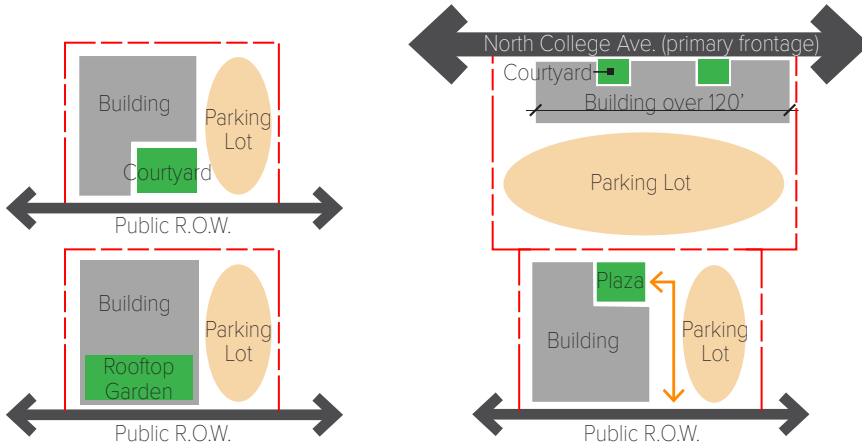 Building
Parking
Lot
Courtyard
Public R.O.W.
North College Ave. (primary frontage)
Courtyard
Building over 120’
Parking Lot
Building
Parking
Lot
Rooftop
Garden
Public R.O.W.
Plaza
Building
Parking
Lot
Public R.O.W.